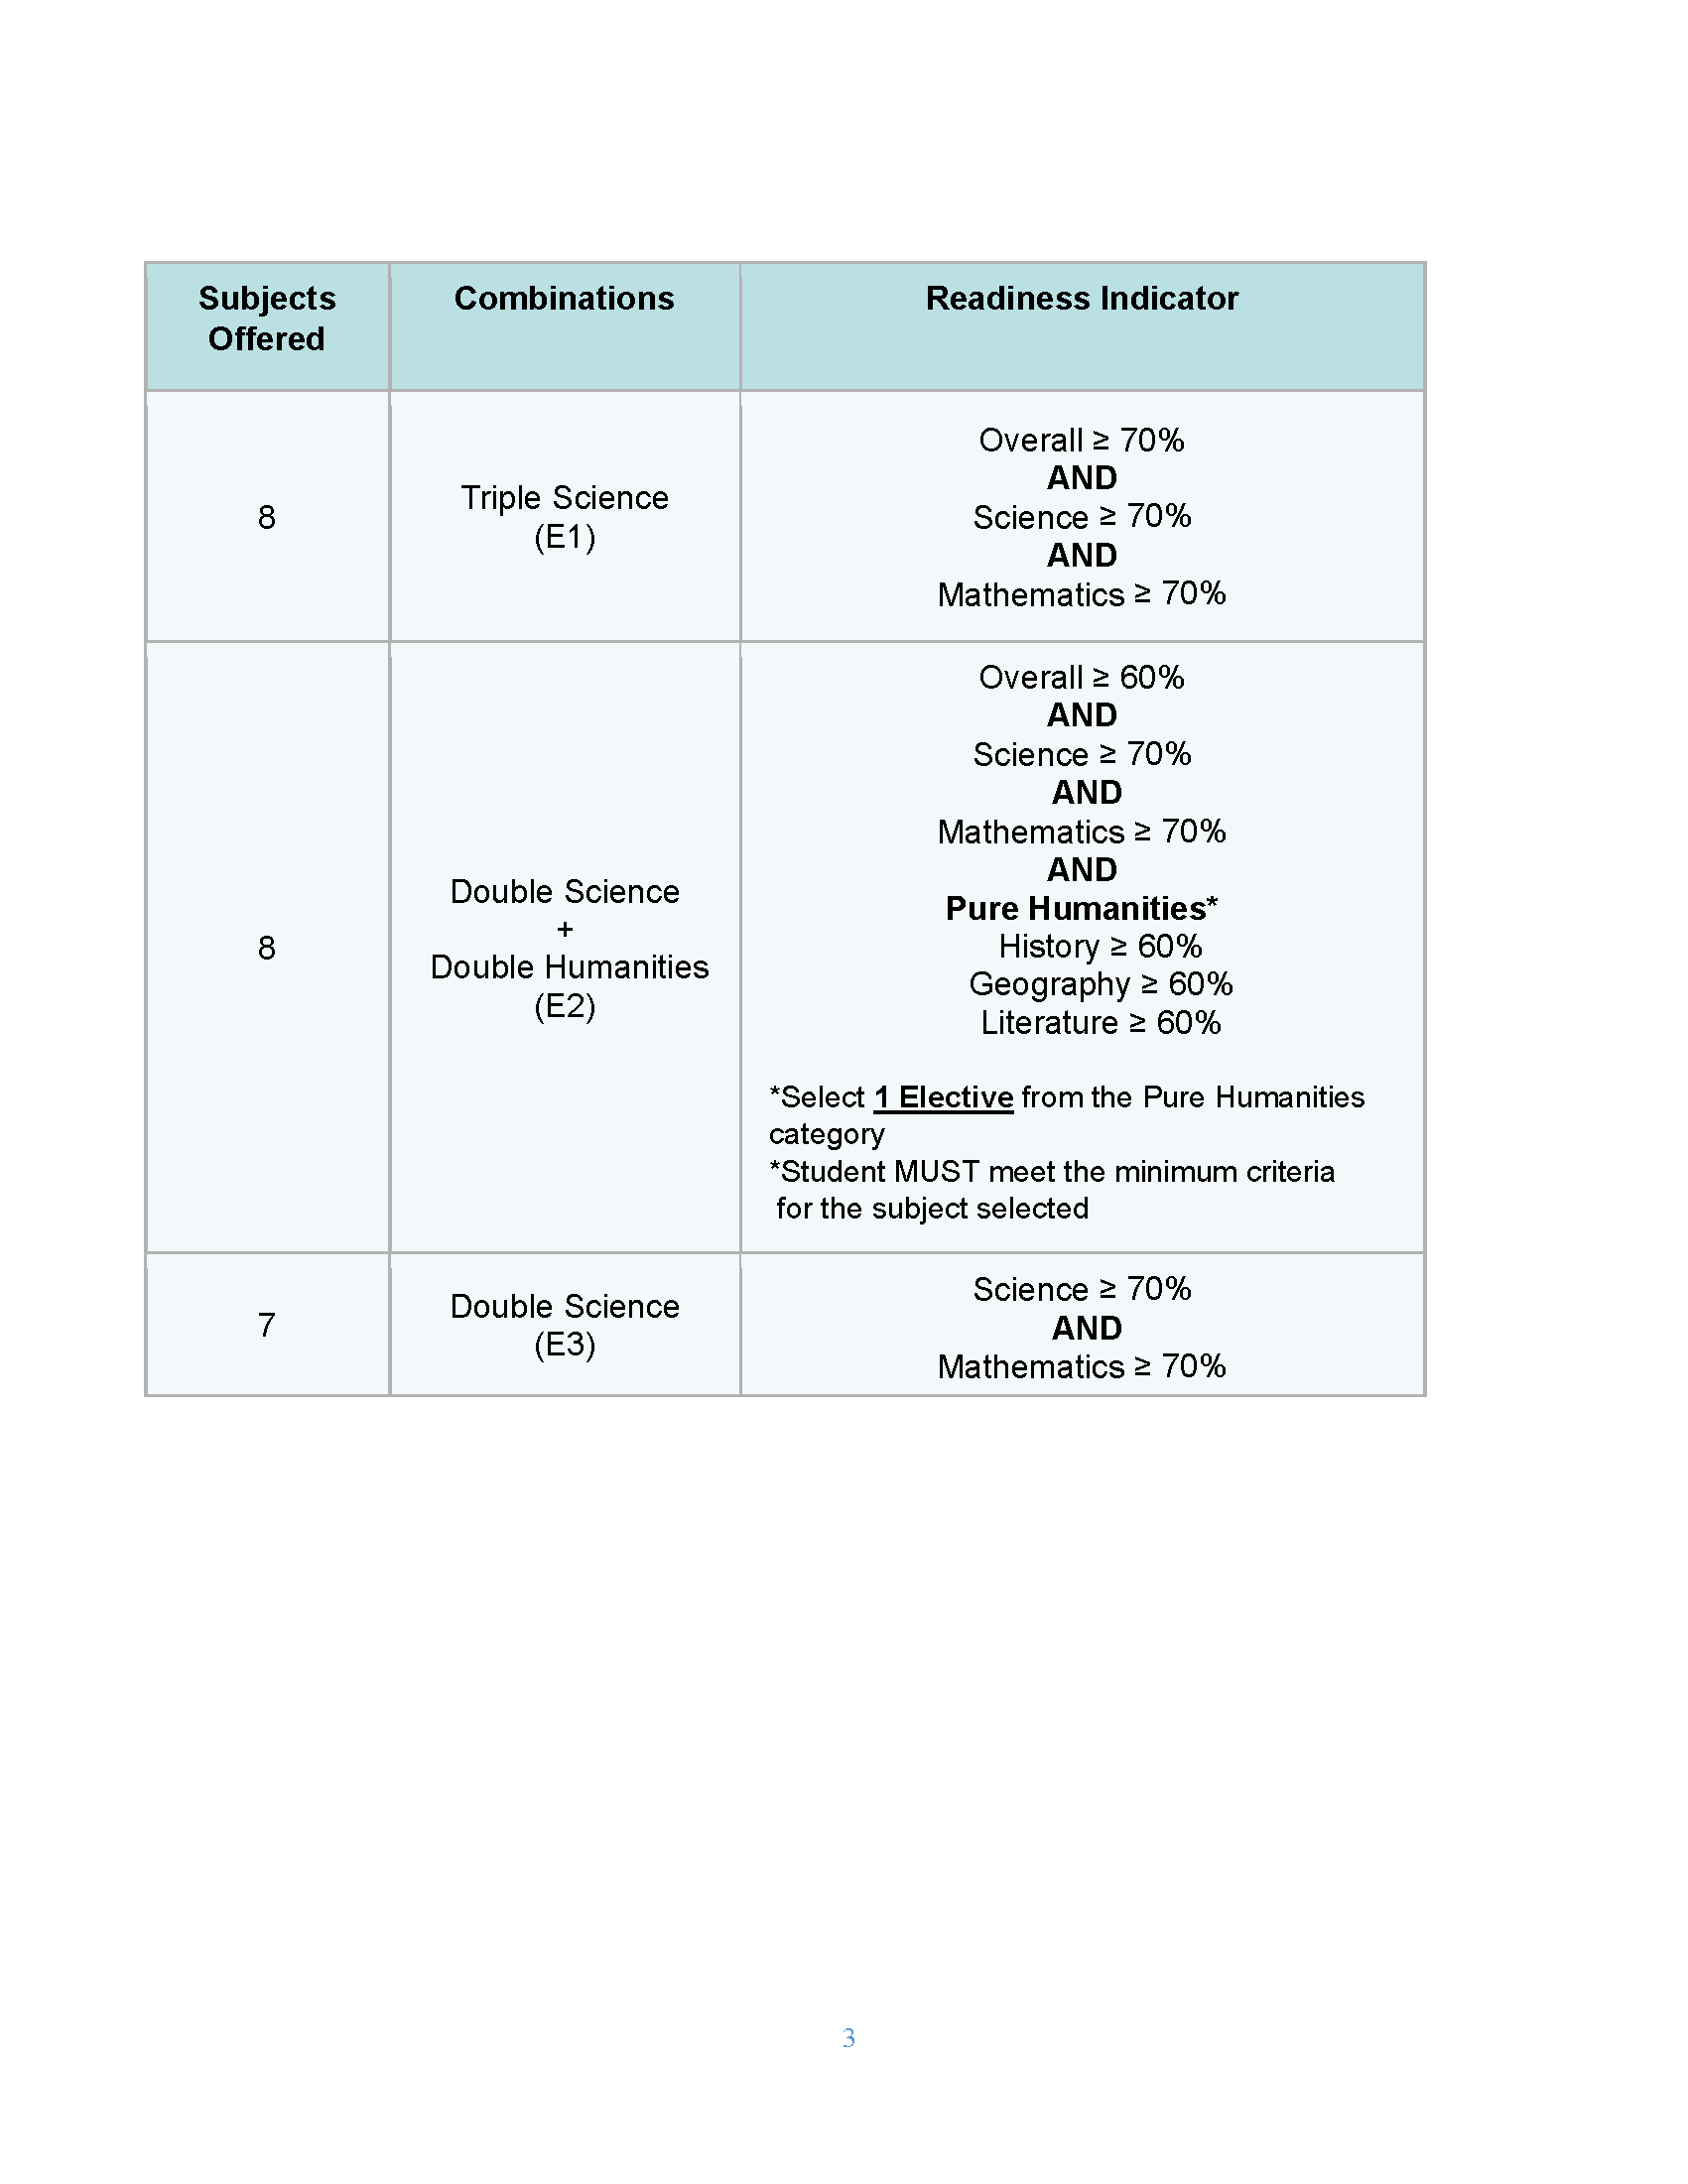 Subjects
Offered
Combinations
Readiness Indicator
8
Triple Science
(E1)
Overall ≥ 70%
AND
Science ≥ 70%
AND
Mathematics ≥ 70%
8
Double Science
+
Double Humanities
(E2)
Overall ≥ 60%
AND
Science ≥ 70%
AND
Mathematics ≥ 70%
AND
Pure Humanities*
History ≥ 60%
Geography ≥ 60%
Literature ≥ 60%
*Select 1 Elective from the Pure Humanities
category
*Student MUST meet the minimum criteria
for the subject selected
7
Double Science
(E3)
Science ≥ 70%
AND
Mathematics ≥ 70%
3